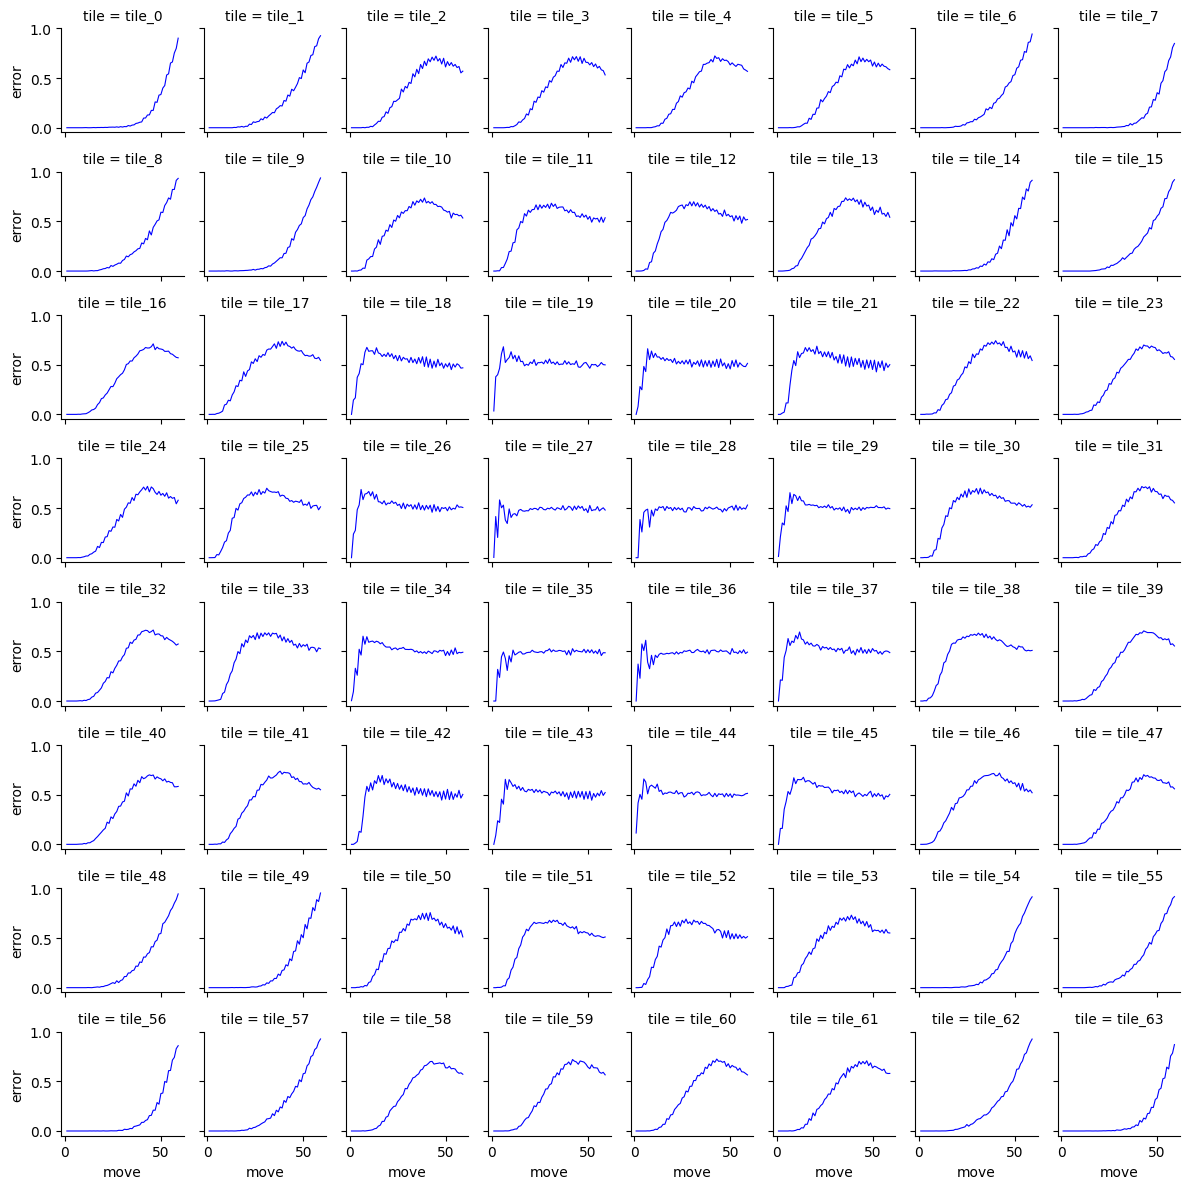 tile = tile_0 tile = tile_1 tile = tile_2 tile = tile_3 tile = tile_4 tile = tile_5 tile = tile_6 tile = tile_7
1.0
error
0.5
0.0
tile = tile_8 tile = tile_9 tile = tile_10 tile = tile_11 tile = tile_12 tile = tile_13 tile = tile_14 tile = tile_15
1.0
error
0.5
0.0
tile = tile_16 tile = tile_17 tile = tile_18 tile = tile_19 tile = tile_20 tile = tile_21 tile = tile_22 tile = tile_23
1.0
error
0.5
0.0
tile = tile_24 tile = tile_25 tile = tile_26 tile = tile_27 tile = tile_28 tile = tile_29 tile = tile_30 tile = tile_31
1.0
error
0.5
0.0
tile = tile_32 tile = tile_33 tile = tile_34 tile = tile_35 tile = tile_36 tile = tile_37 tile = tile_38 tile = tile_39
1.0
error
0.5
0.0
tile = tile_40 tile = tile_41 tile = tile_42 tile = tile_43 tile = tile_44 tile = tile_45 tile = tile_46 tile = tile_47
1.0
error
0.5
0.0
tile = tile_48 tile = tile_49 tile = tile_50 tile = tile_51 tile = tile_52 tile = tile_53 tile = tile_54 tile = tile_55
1.0
error
0.5
0.0
tile = tile_56 tile = tile_57 tile = tile_58 tile = tile_59 tile = tile_60 tile = tile_61 tile = tile_62 tile = tile_63
1.0
error
0.5
0.0
0 50 0 50 0 50 0 50 0 50 0 50 0 50 0 50
move move move move move move move move